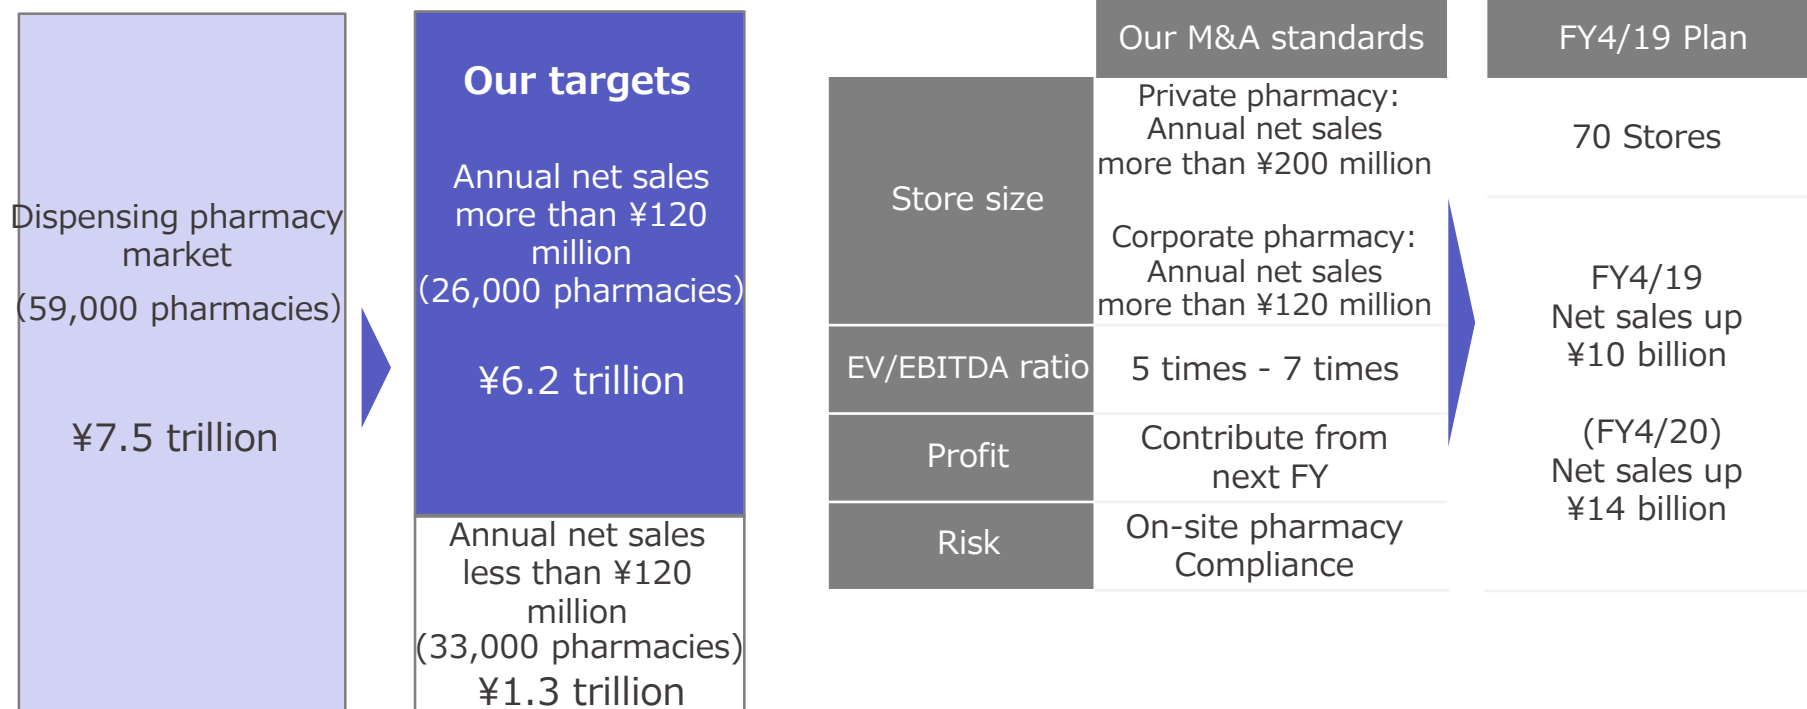 Dispensing pharmacy
market
(59,000 pharmacies)
¥7.5 trillion
Our targets
Annual net sales
more than ¥120
million
(26,000 pharmacies)
¥6.2 trillion
Annual net sales
less than ¥120
million
(33,000 pharmacies)
¥1.3 trillion
Our M&A standards
FY4/19 Plan
Store size
Private pharmacy:
Annual net sales
more than ¥200 million
Corporate pharmacy:
Annual net sales
more than ¥120 million
EV/EBITDA ratio
5 times - 7 times
Profit
Contribute from
next FY
Risk
On-site pharmacy
Compliance
70 Stores
FY4/19
Net sales up
¥10 billion
(FY4/20)
Net sales up
¥14 billion